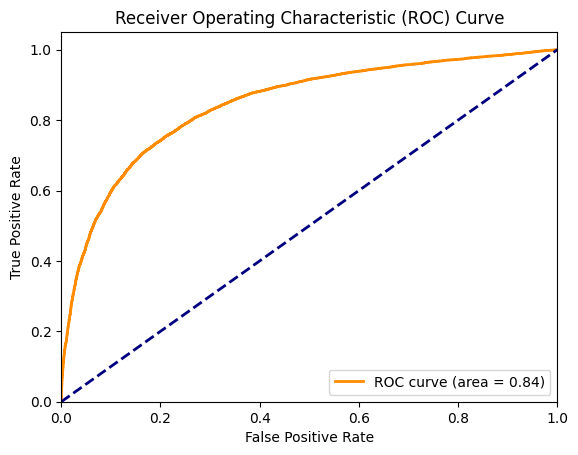 Receiver Operating Characteristic (ROC) Curve
True Positive Rate
1.0
0.8
0.6
0.4
0.2
0.0
ROC curve (area = 0.84)
0.0 0.2 0.4 0.6 0.8 1.0
False Positive Rate